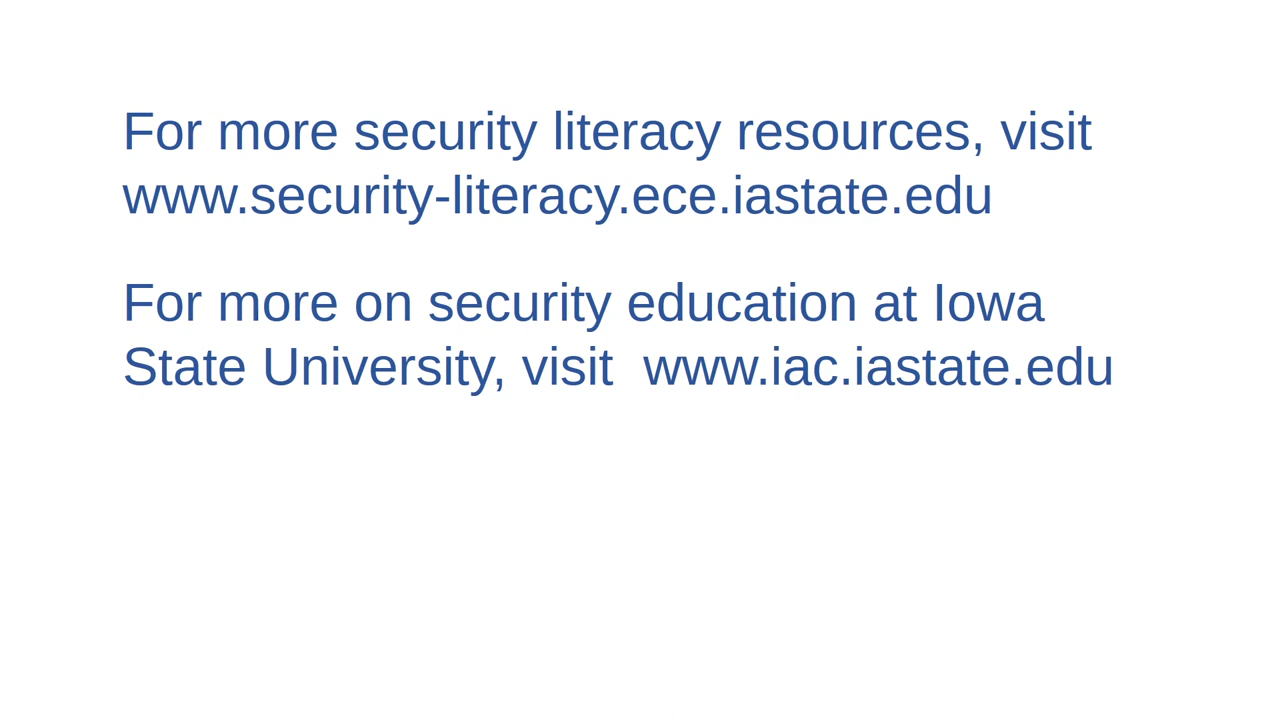 For more security literacy resources, visit
www.security-literacy.ece.iastate.edu
For more on security education at Iowa
State University, visit  www.iac.iastate.edu